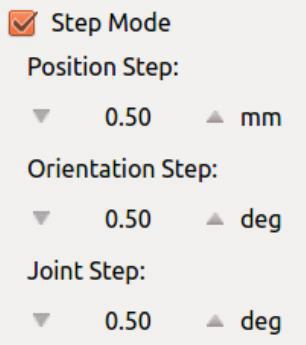 Step Mode
Position Step:
0.50 mm
Orientation Step:
0.50 deg
Joint Step:
0.50 deg